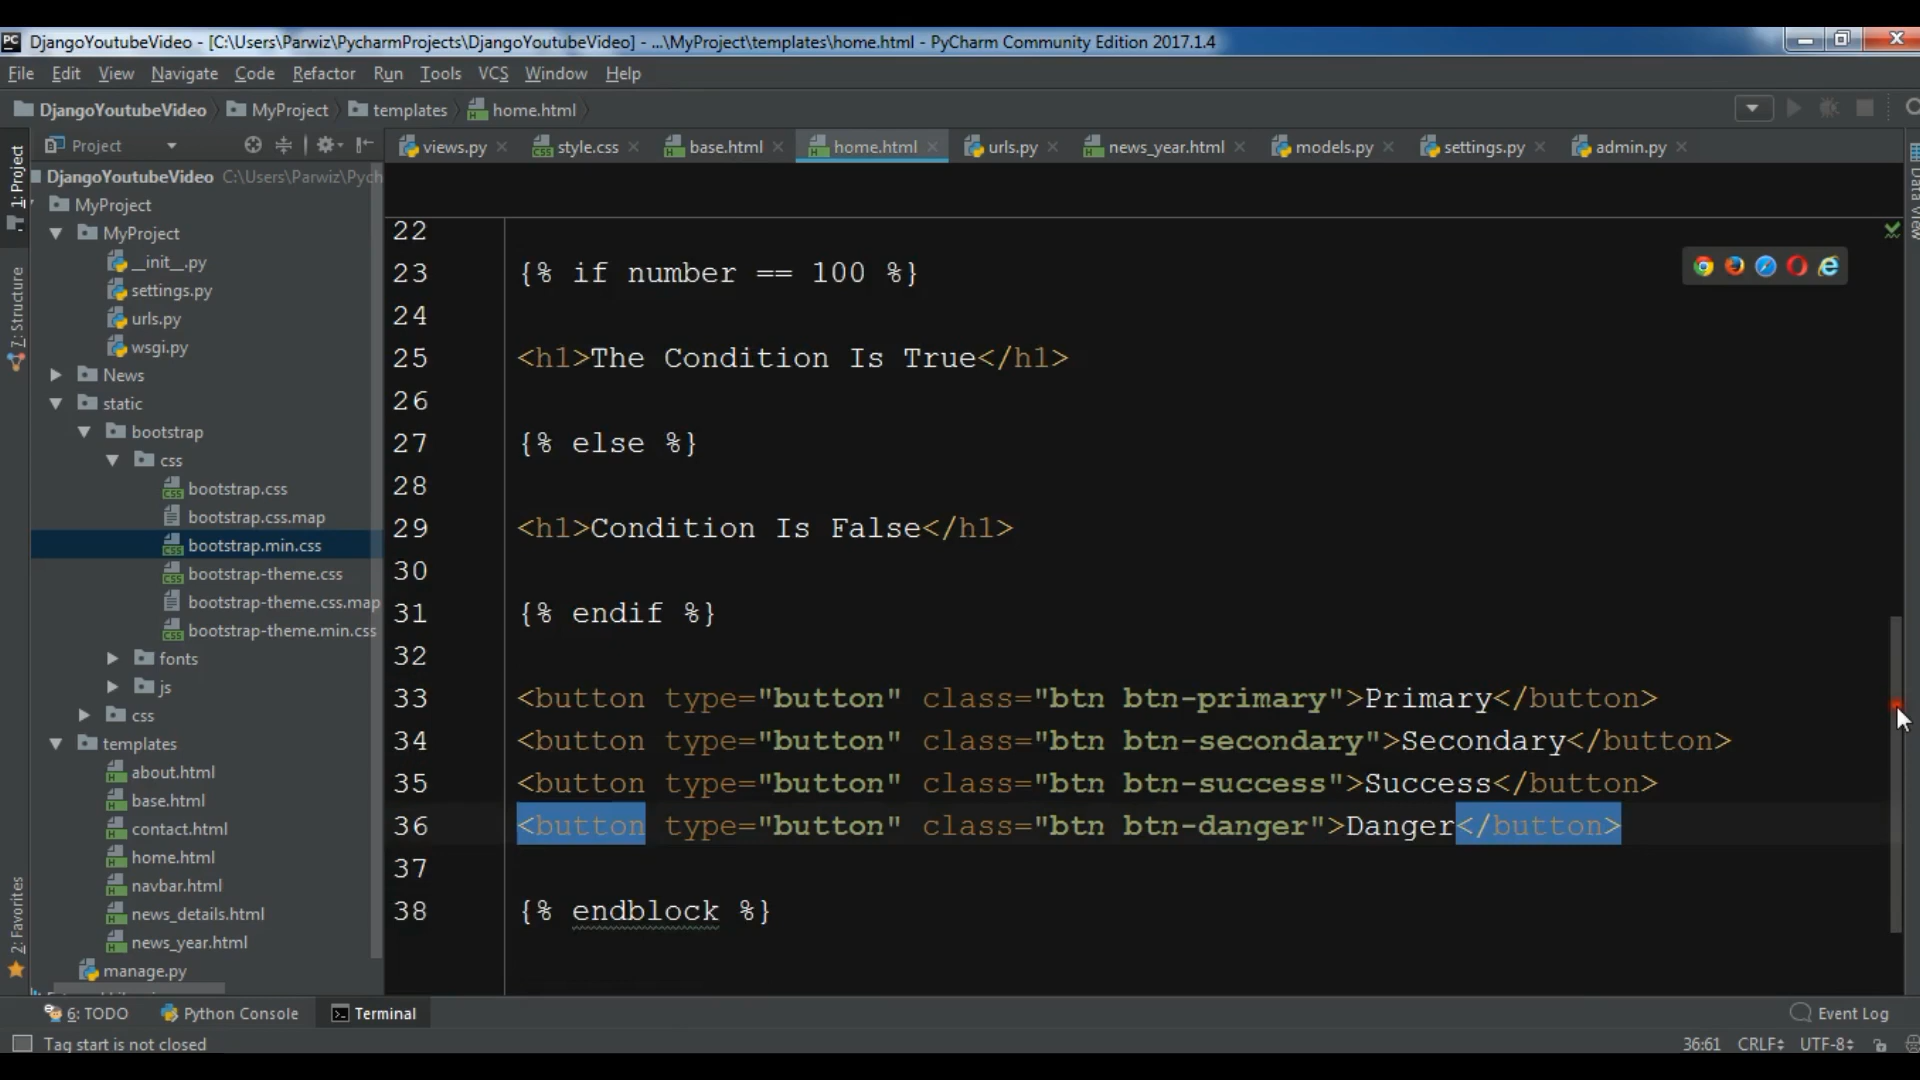 DjangoYoutubeVideo - [C:\Users\Parwiz\PycharmProjects\DjangoYoutubeVideo] - ...\MyProject\templates\home.html - PyCharm Community Edition 2017.1.4
File Edit View Navigate Code Refactor Run Tools VCS Window Help
DjangoYoutubeVideo MyProject templates home.html
Project
views.py style.css base.html home.html urls.py news_year.html models.py settings.py admin.py
1: Project
7: Structure
2: Favorites
Data View
DjangoYoutubeVideo C:\Users\Parwiz\Pych
MyProject
MyProject
__init__.py
settings.py
urls.py
wsgi.py
News
static
bootstrap
css
bootstrap.css
bootstrap.css.map
bootstrap.min.css
bootstrap-theme.css
bootstrap-theme.css.map
bootstrap-theme.min.css
fonts
js
css
templates
about.html
base.html
contact.html
home.html
navbar.html
news_details.html
news_year.html
manage.py
22
23 {% if number == 100 %}
24
25 <h1>The Condition Is True</h1>
26
27 {% else %}
28
29 <h1>Condition Is False</h1>
30
31 {% endif %}
32
33 <button type="button" class="btn btn-primary">Primary</button>
34 <button type="button" class="btn btn-secondary">Secondary</button>
35 <button type="button" class="btn btn-success">Success</button>
36 <button type="button" class="btn btn-danger">Danger</button>
37
38 {% endblock %}
6: TODO Python Console Terminal Event Log
Tag start is not closed 36:61 CRLF UTF-8